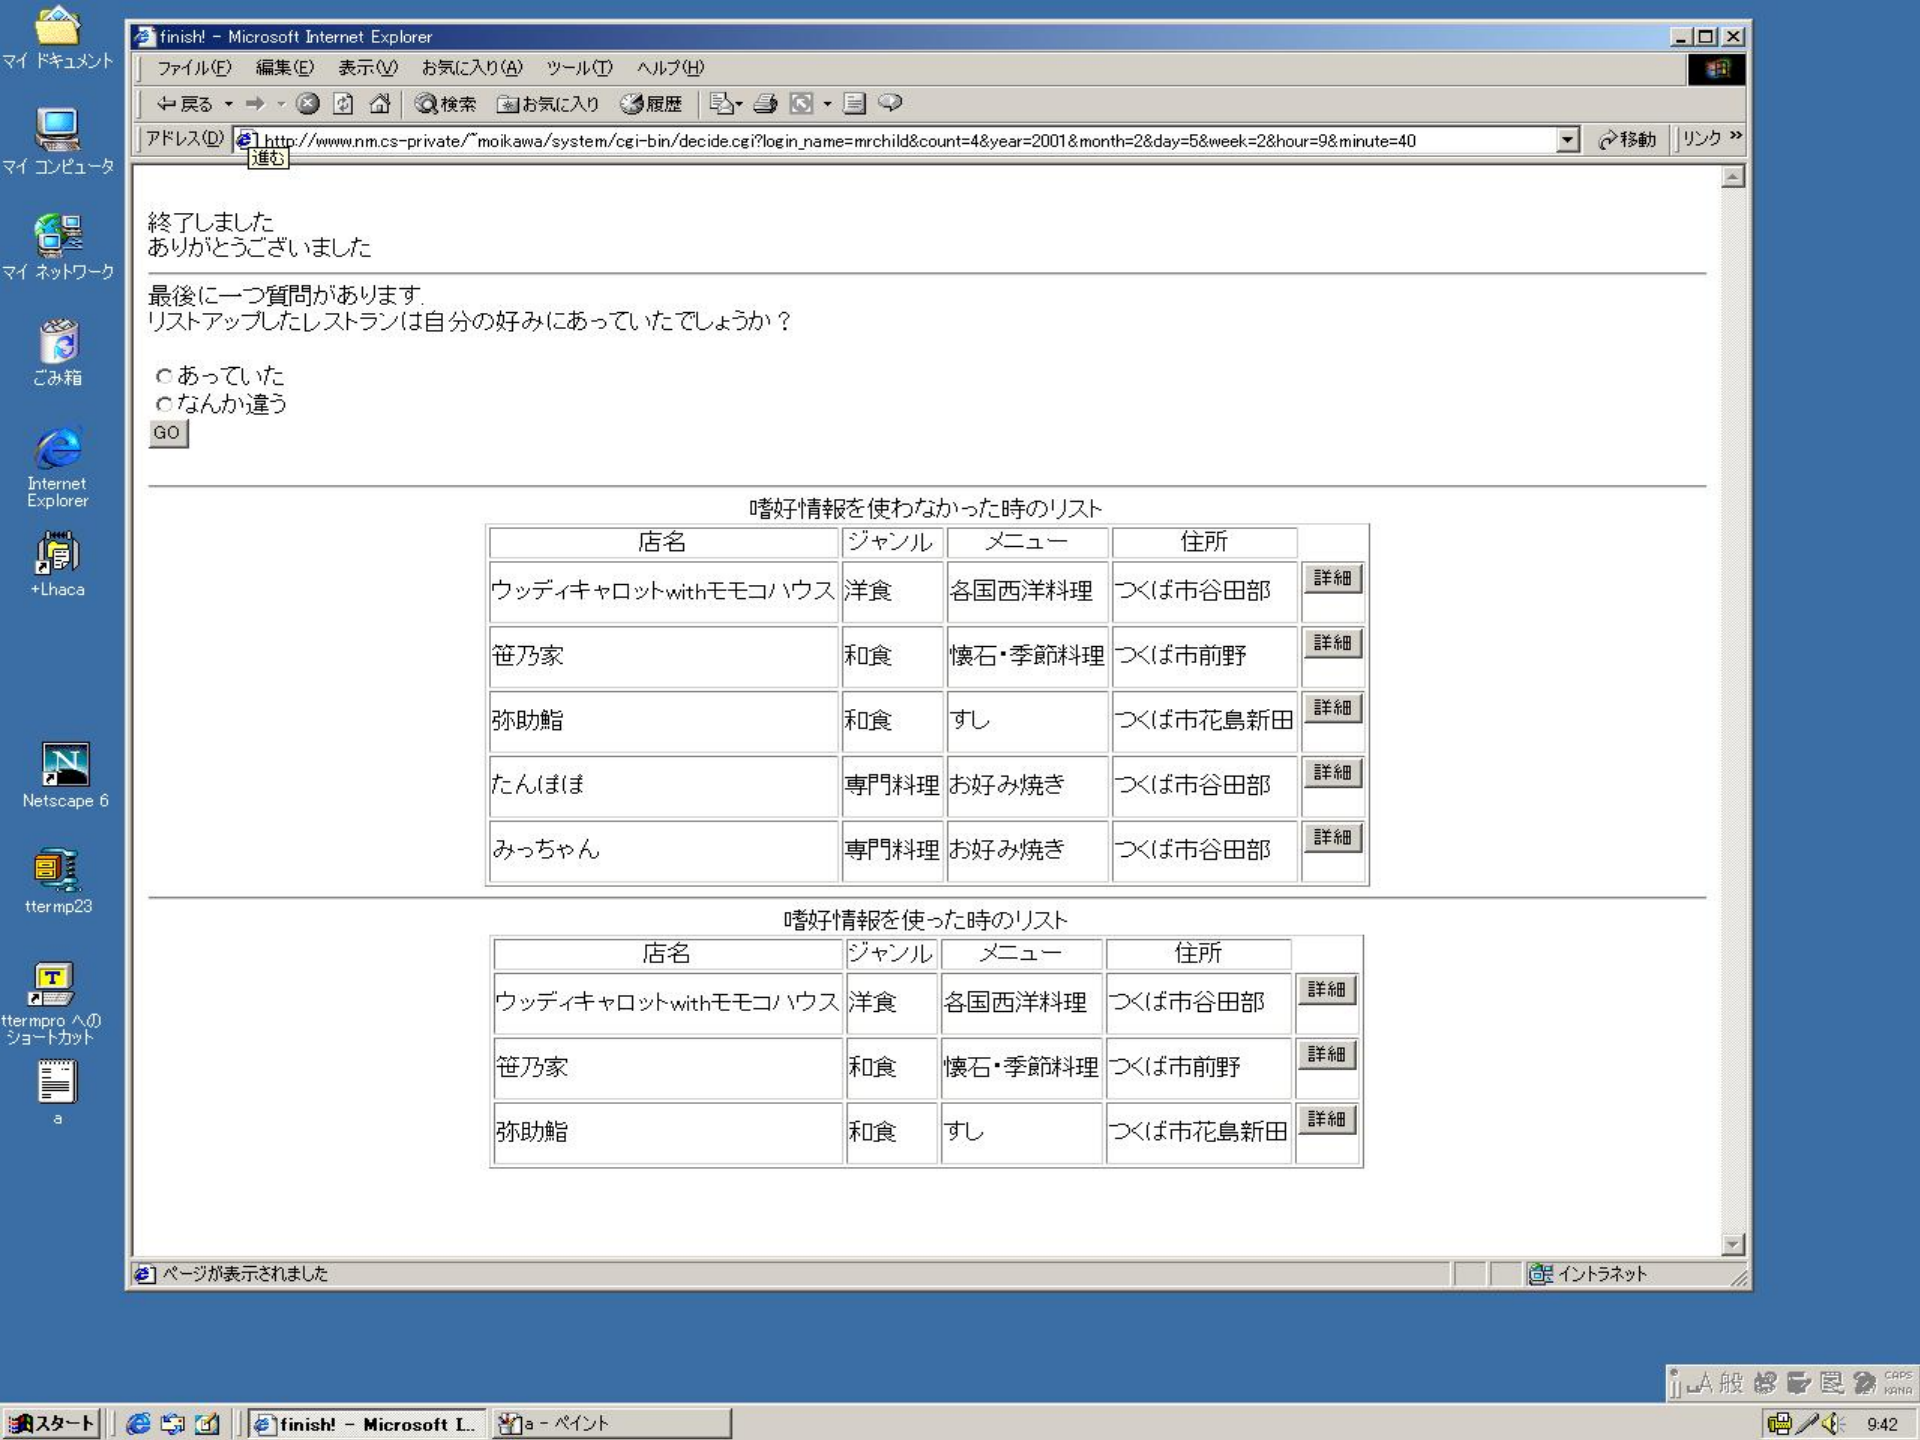 マイ ドキュメント
マイ コンピュータ
マイ ネットワーク
ごみ箱
Internet
Explorer
+Lhaca
Netscape 6
ttermp23
ttermpro への
ショートカット
a
finish! - Microsoft Internet Explorer
ファイル(F) 編集(E) 表示(V) お気に入り(A) ツール(T) ヘルプ(H)
戻る 検索 お気に入り 履歴
アドレス(D) http://www.nm.cs-private/~moikawa/system/cgi-bin/decide.cgi?login_name=mrchild&count=4&year=2001&month=2&day=5&week=2&hour=9&minute=40 移動 リンク »
進む
終了しました
ありがとうございました
最後に一つ質問があります.
リストアップしたレストランは自分の好みにあっていたでしょうか？
あっていた
なんか違う
GO
嗜好情報を使わなかった時のリスト
店名 ジャンル メニュー 住所
ウッディキャロットwithモモコハウス 洋食 各国西洋料理 つくば市谷田部 詳細
笹乃家 和食 懐石・季節料理 つくば市前野 詳細
弥助鮨 和食 すし つくば市花島新田 詳細
たんぽぽ 専門料理 お好み焼き つくば市谷田部 詳細
みっちゃん 専門料理 お好み焼き つくば市谷田部 詳細
嗜好情報を使った時のリスト
店名 ジャンル メニュー 住所
ウッディキャロットwithモモコハウス 洋食 各国西洋料理 つくば市谷田部 詳細
笹乃家 和食 懐石・季節料理 つくば市前野 詳細
弥助鮨 和食 すし つくば市花島新田 詳細
ページが表示されました イントラネット
A 般 CAPS
KANA
スタート finish! - Microsoft I... a - ペイント 9:42